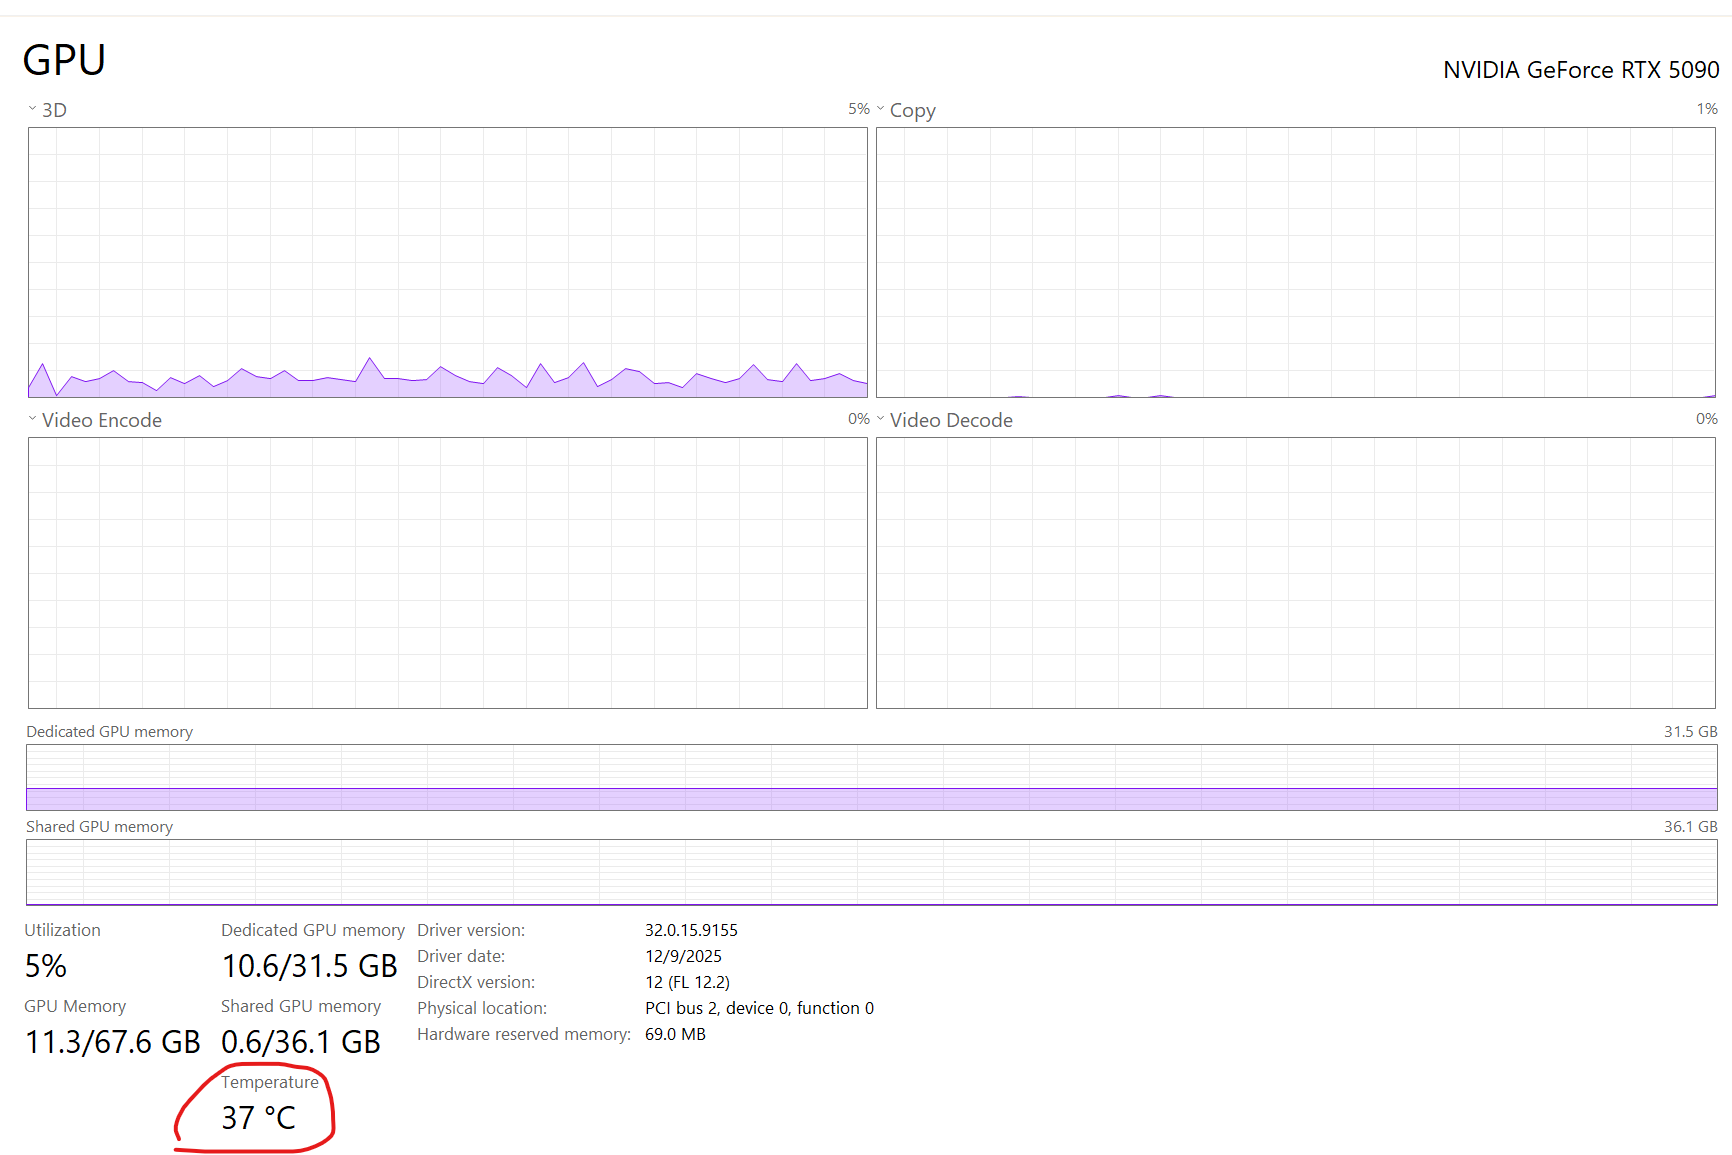 GPU
NVIDIA GeForce RTX 5090
3D 5%
Copy 1%
Video Encode 0%
Video Decode 0%
Dedicated GPU memory 31.5 GB
Shared GPU memory 36.1 GB
Utilization
5%
Dedicated GPU memory
10.6/31.5 GB
GPU Memory
11.3/67.6 GB
Shared GPU memory
0.6/36.1 GB
Temperature
37 °C
Driver version: 32.0.15.9155
Driver date: 12/9/2025
DirectX version: 12 (FL 12.2)
Physical location: PCI bus 2, device 0, function 0
Hardware reserved memory: 69.0 MB